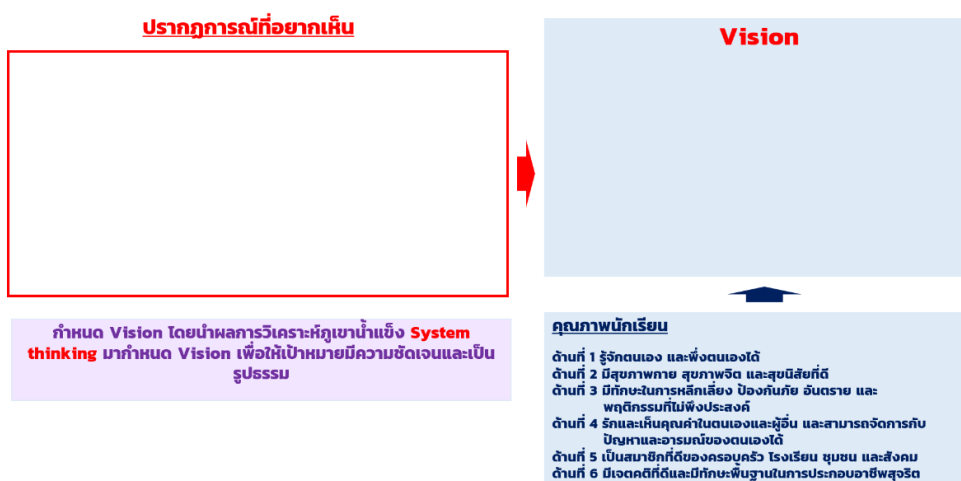 ปรากฏการณ์ที่อยากเห็น
Vision
กำหนด Vision โดยนำผลการวิเคราะห์ภูเขาน้ำแข็ง System
thinking มากำหนด Vision เพื่อให้เป้าหมายมีความชัดเจนและเป็น
รูปธรรม
คุณภาพนักเรียน
ด้านที่ 1 รู้จักตนเอง และพึ่งตนเองได้
ด้านที่ 2 มีสุขภาพกาย สุขภาพจิต และสุขนิสัยที่ดี
ด้านที่ 3 มีทักษะในการหลีกเลี่ยง ป้องกันภัย อันตราย และ
พฤติกรรมที่ไม่พึงประสงค์
ด้านที่ 4 รักและเห็นคุณค่าในตนเองและผู้อื่น และสามารถจัดการกับ
ปัญหาและอารมณ์ของตนเองได้
ด้านที่ 5 เป็นสมาชิกที่ดีของครอบครัว โรงเรียน ชุมชน และสังคม
ด้านที่ 6 มีเจตคติที่ดีและมีทักษะพื้นฐานในการประกอบอาชีพสุจริต